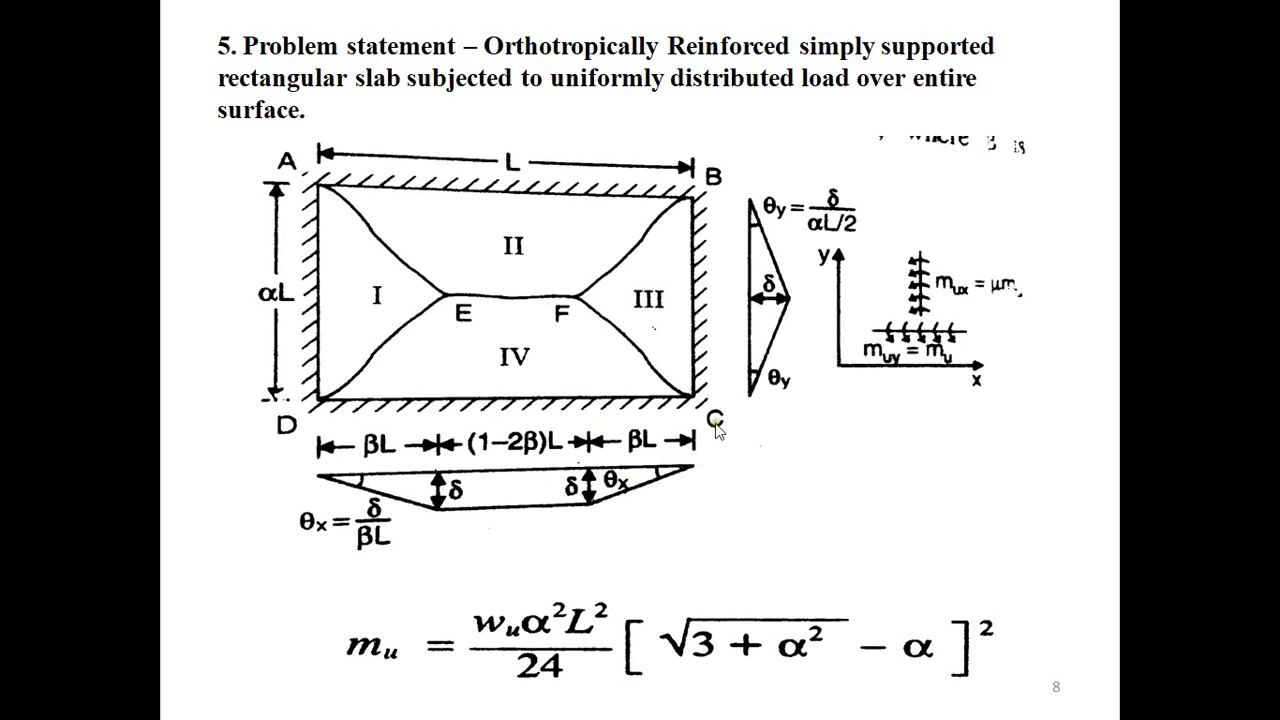 5. Problem statement – Orthotropically Reinforced simply supported
rectangular slab subjected to uniformly distributed load over entire
surface.
is
A
L
B
θy = δ / αL/2
y
II
αL
I
δ
mux = μm
III
E
F
IV
muy = mu
θy
x
D
C
βL
(1–2β)L
βL
δ
δ
θx
θx = δ / βL
mu = wuα²L² / 24 [ √3 + α² – α ]²
8